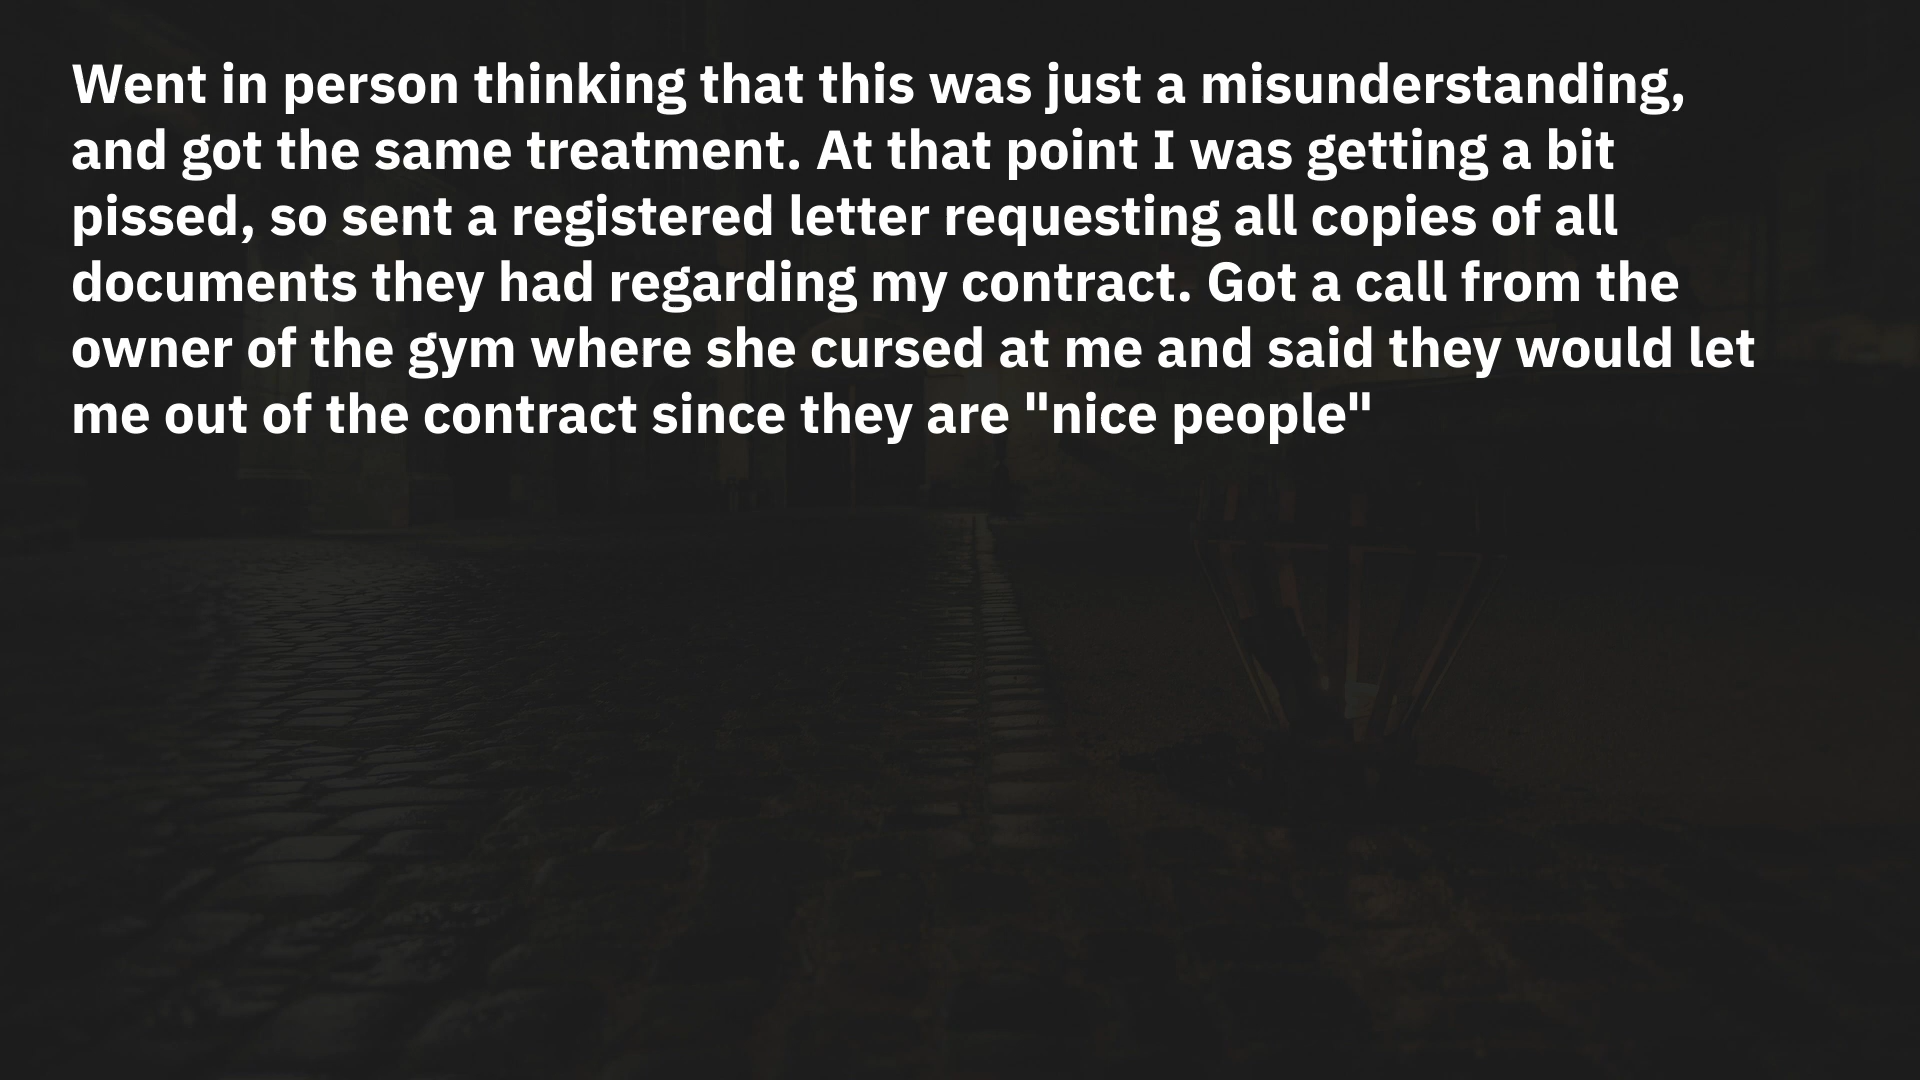 Went in person thinking that this was just a misunderstanding,
and got the same treatment. At that point I was getting a bit
pissed, so sent a registered letter requesting all copies of all
documents they had regarding my contract. Got a call from the
owner of the gym where she cursed at me and said they would let
me out of the contract since they are "nice people"